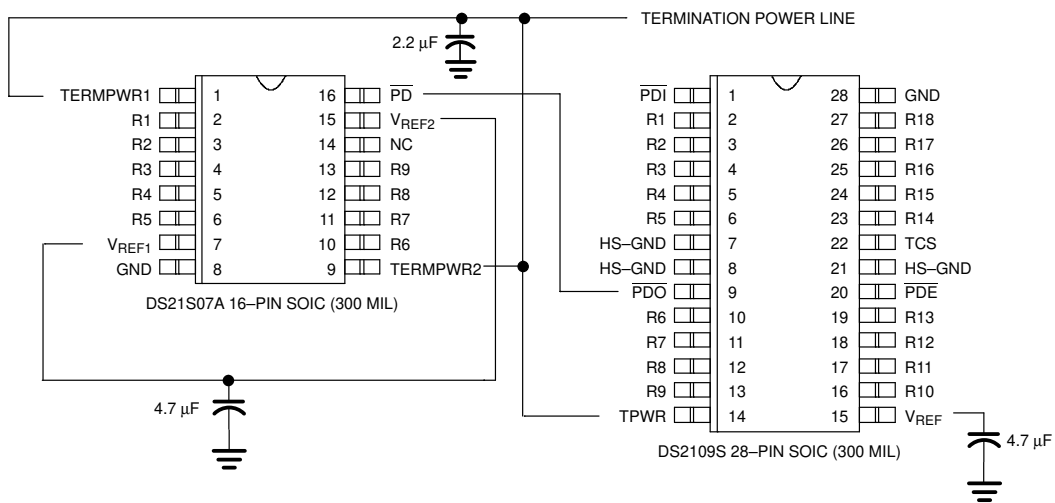 TERMINATION POWER LINE
2.2 µF
TERMPWR1 1 16 P̅D̅
R1 2 15 VREF2
R2 3 14 NC
R3 4 13 R9
R4 5 12 R8
R5 6 11 R7
VREF1 7 10 R6
GND 8 9 TERMPWR2
DS21S07A 16–PIN SOIC (300 MIL)
4.7 µF
P̅D̅I̅ 1 28 GND
R1 2 27 R18
R2 3 26 R17
R3 4 25 R16
R4 5 24 R15
R5 6 23 R14
HS–GND 7 22 TCS
HS–GND 8 21 HS–GND
P̅D̅O̅ 9 20 P̅D̅E̅
R6 10 19 R13
R7 11 18 R12
R8 12 17 R11
R9 13 16 R10
TPWR 14 15 VREF
DS2109S 28–PIN SOIC (300 MIL)
4.7 µF